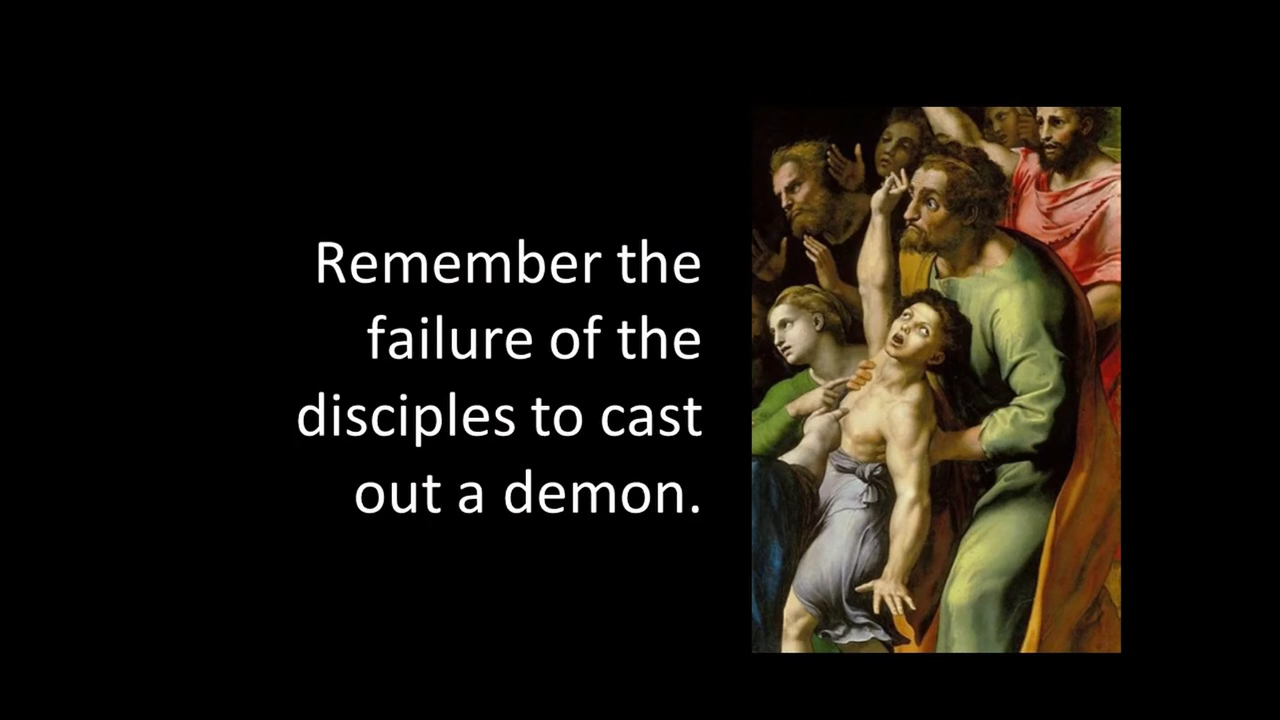 Remember the
failure of the
disciples to cast
out a demon.